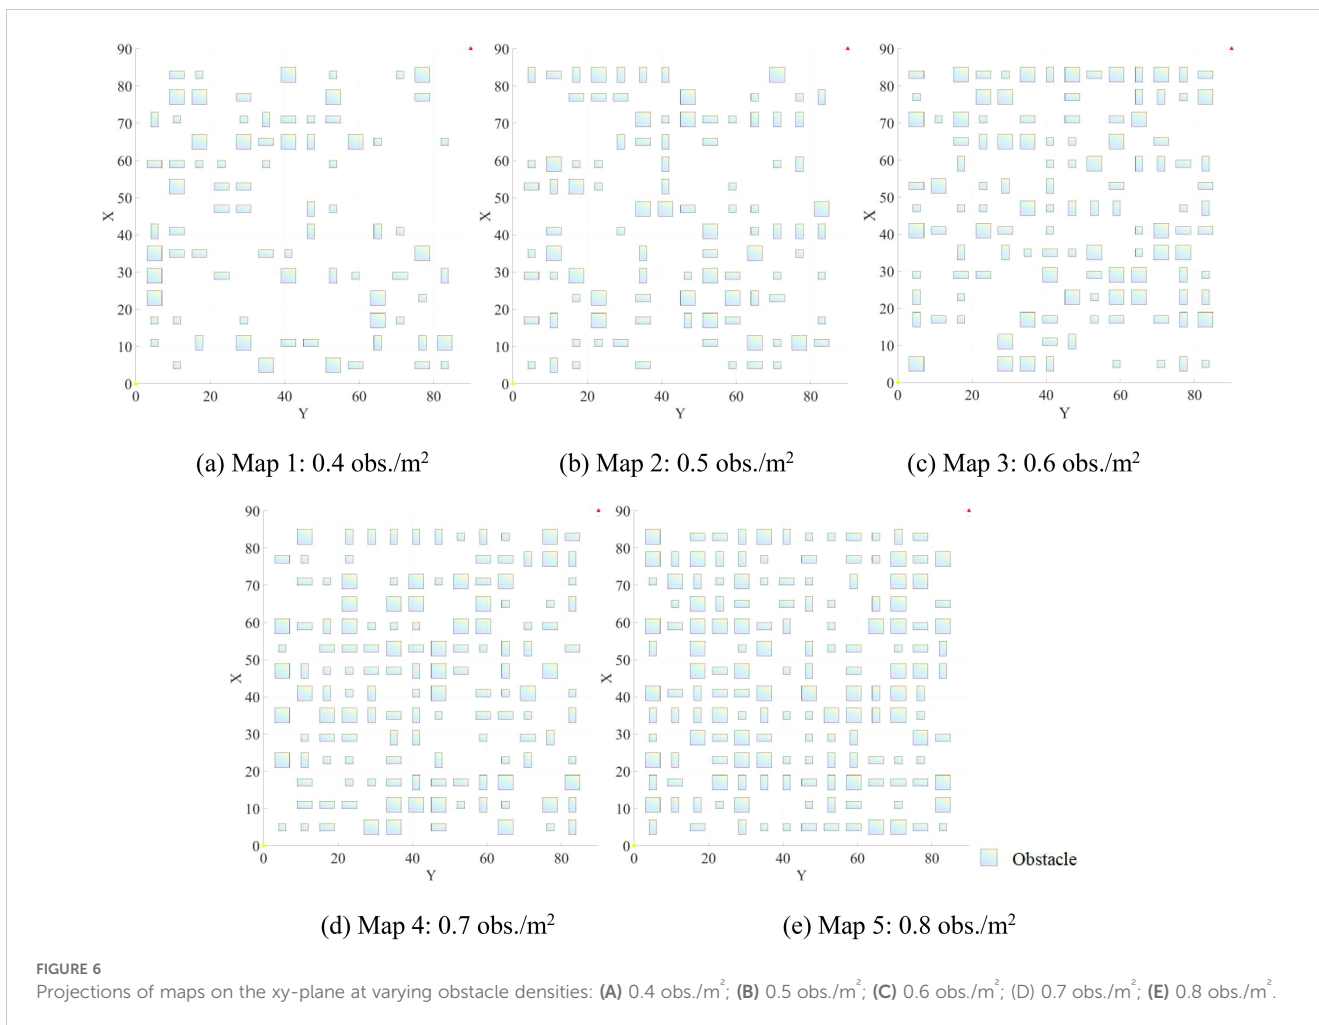 90
80
70
60
50
40
30
20
10
0
X
0 20 40 60 80
Y
(a) Map 1: 0.4 obs./m²
90
80
70
60
50
40
30
20
10
0
X
0 20 40 60 80
Y
(b) Map 2: 0.5 obs./m²
90
80
70
60
50
40
30
20
10
0
X
0 20 40 60 80
Y
(c) Map 3: 0.6 obs./m²
90
80
70
60
50
40
30
20
10
0
X
0 20 40 60 80
Y
(d) Map 4: 0.7 obs./m²
90
80
70
60
50
40
30
20
10
0
X
0 20 40 60 80
Y
Obstacle
(e) Map 5: 0.8 obs./m²
FIGURE 6
Projections of maps on the xy-plane at varying obstacle densities: (A) 0.4 obs./m²; (B) 0.5 obs./m²; (C) 0.6 obs./m²; (D) 0.7 obs./m²; (E) 0.8 obs./m².